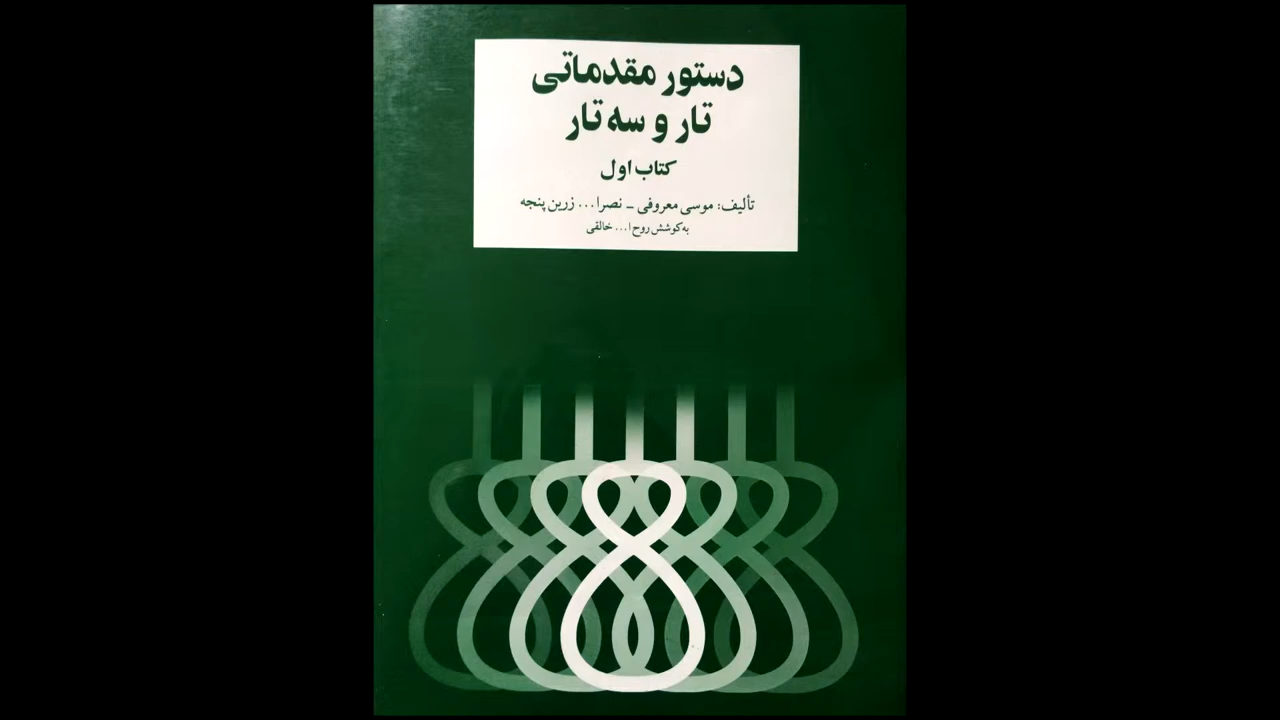 دستور مقدماتی
تار و سه تار
کتاب اول
تألیف: موسی معروفی ـ نصرا... زرین پنجه
به‌کوشش روح ا... خالقی